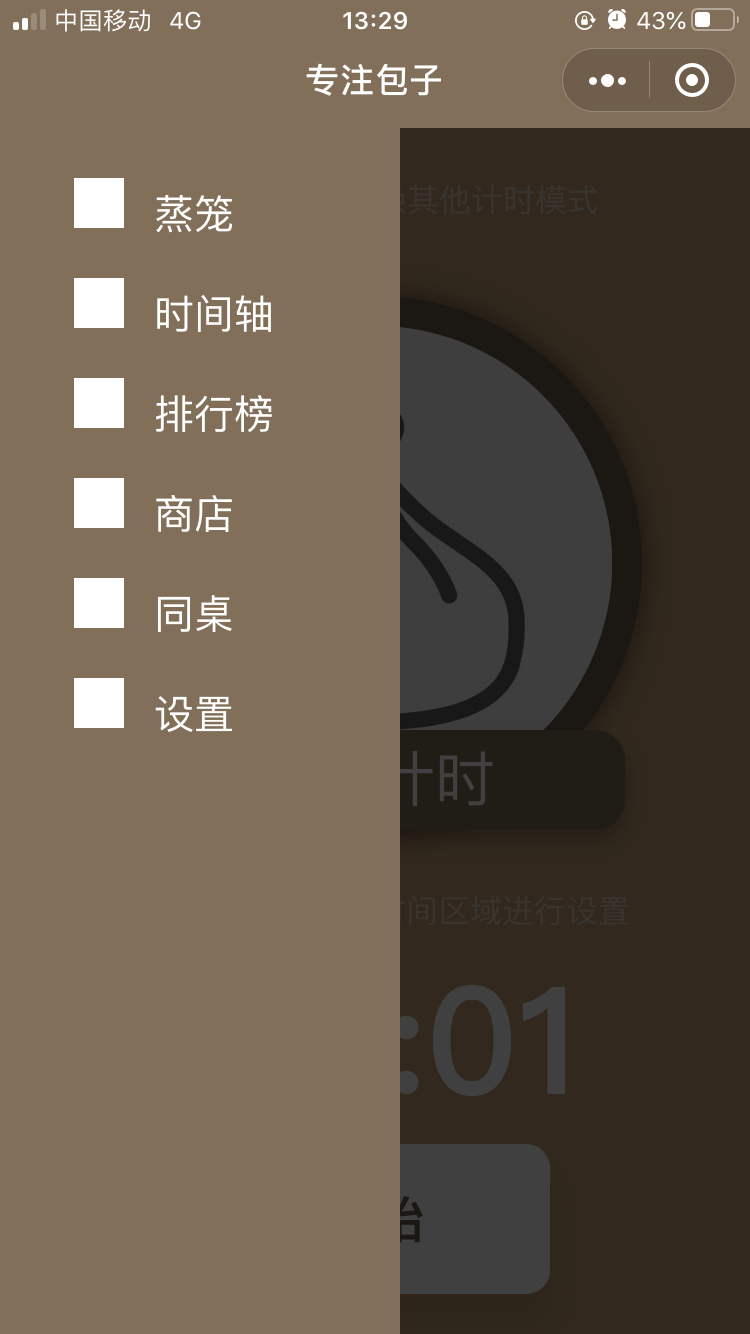 中国移动 4G 13:29 43%
专注包子
其他计时模式
蒸笼
时间轴
排行榜
商店
同桌
设置
计时
时间区域进行设置
:01
始